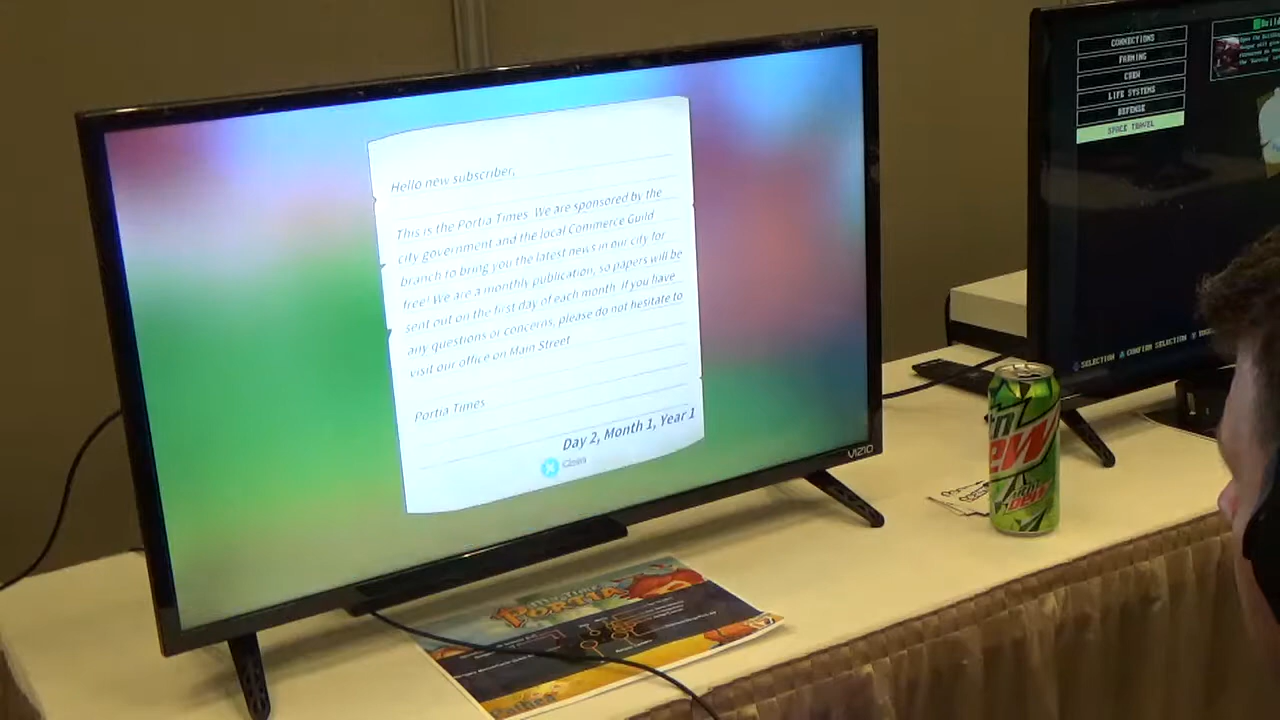 Hello new subscriber,
This is the Portia Times. We are sponsored by the
city government and the local Commerce Guild
branch to bring you the latest news in our city for
free! We are a monthly publication, so papers will be
sent out on the first day of each month. If you have
any questions or concerns, please do not hesitate to
visit our office on Main Street
Portia Times
Day 2, Month 1, Year 1
Close
VIZIO
CONNECTIONS
FARMING
CREW
LIFE SYSTEMS
DEFENSE
SPACE TRAVEL
SELECTION
CONFIRM SELECTION
PORTIA